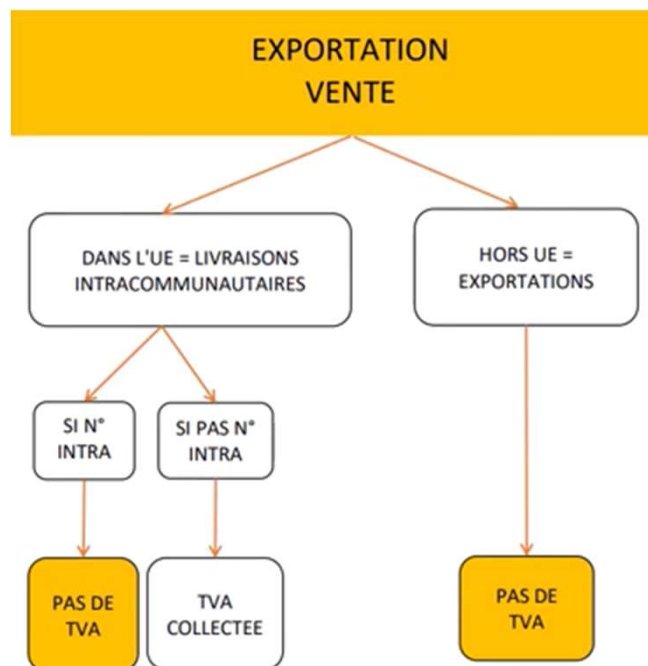 EXPORTATION
VENTE
DANS L'UE = LIVRAISONS
INTRACOMMUNAUTAIRES
HORS UE =
EXPORTATIONS
SI N°
INTRA
SI PAS N°
INTRA
PAS DE
TVA
TVA
COLLECTEE
PAS DE
TVA